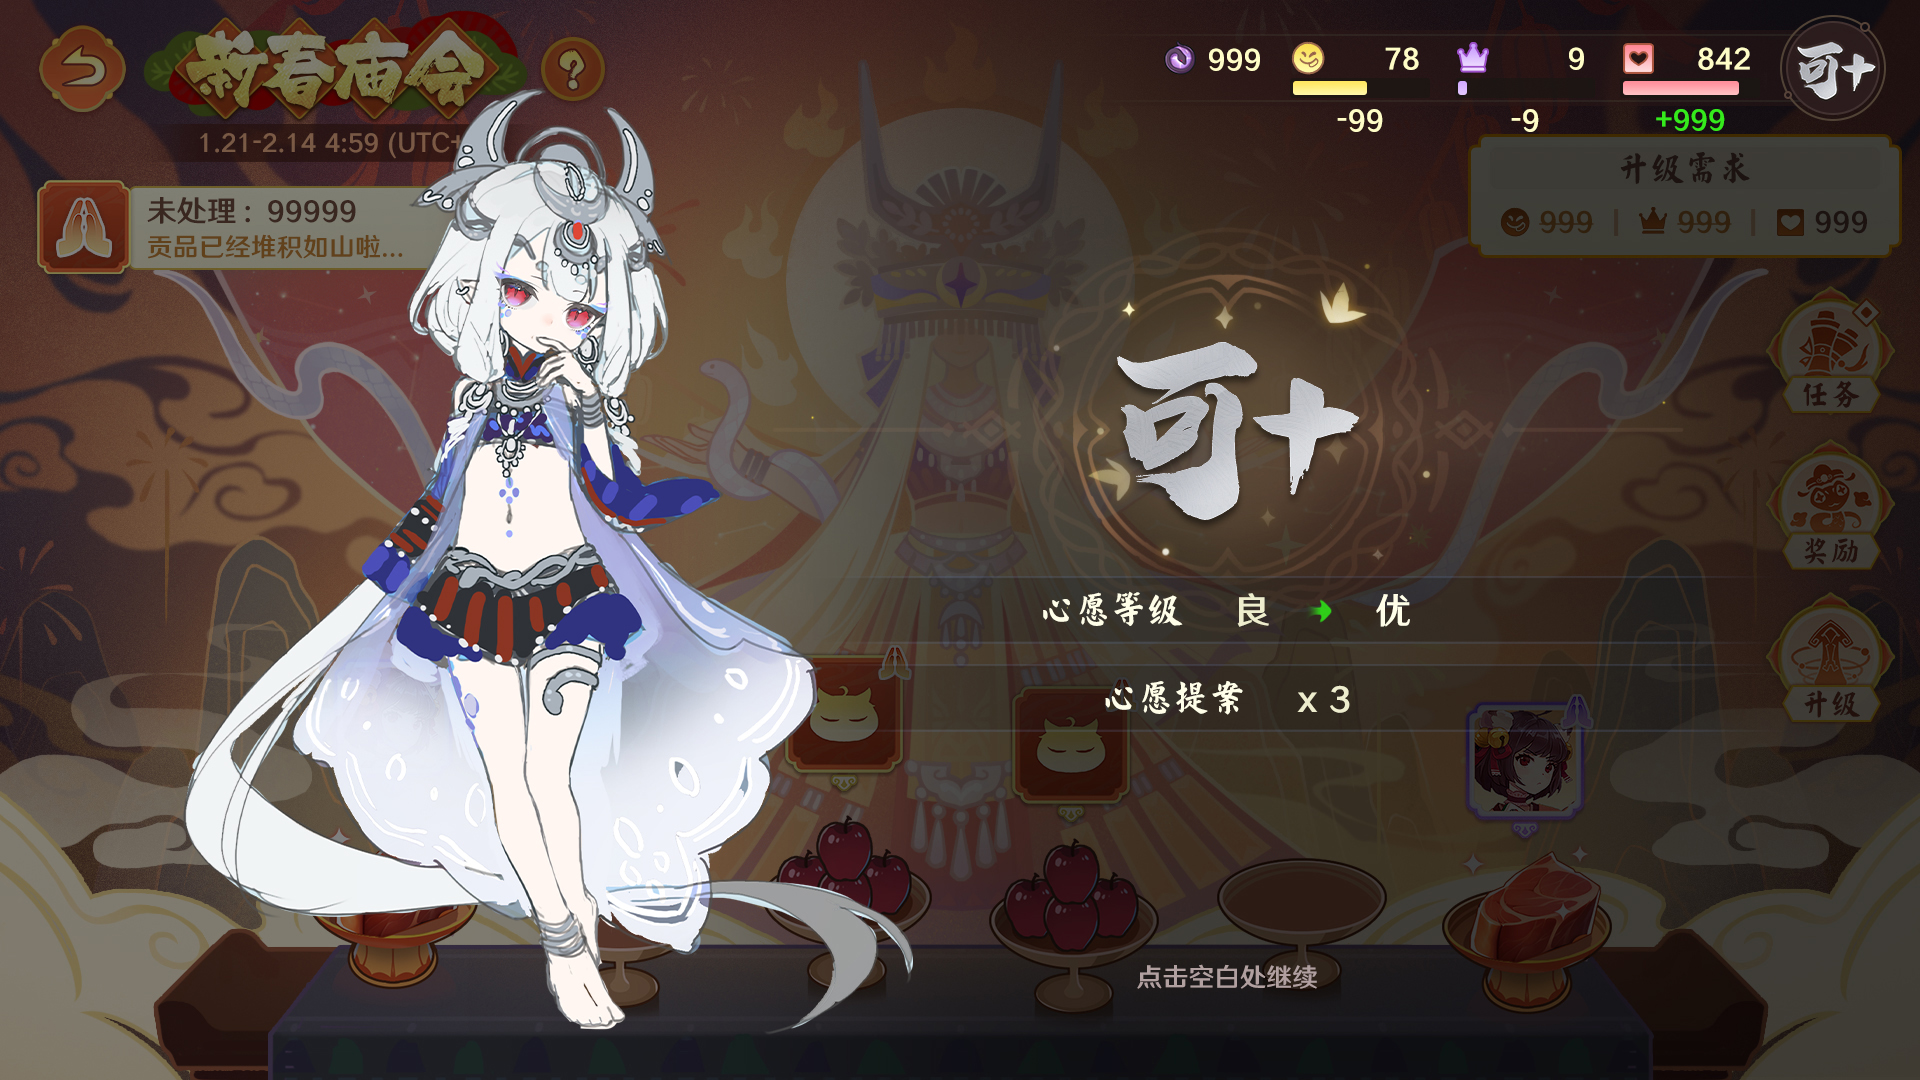 新春庙会
?
1.21-2.14 4:59 (UTC+
未处理：99999
贡品已经堆积如山啦...
999
78
9
842
可+
-99
-9
+999
升级需求
999 | 999 | 999
任务
奖励
升级
可+
心愿等级 良 → 优
心愿提案 x 3
点击空白处继续